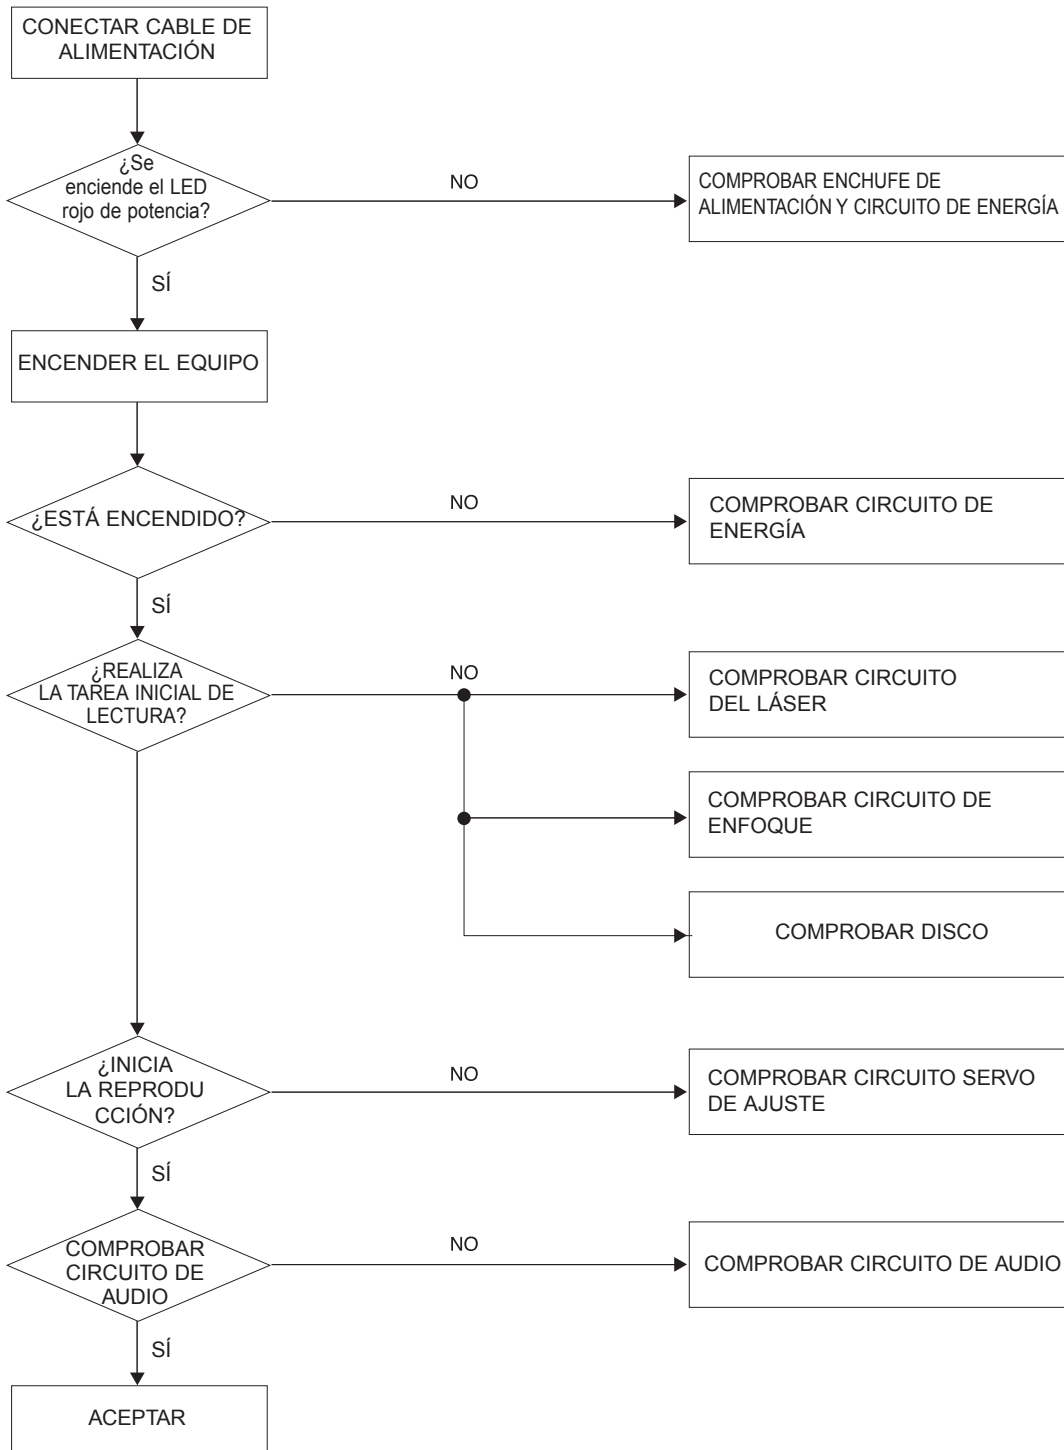 CONECTAR CABLE DE
ALIMENTACIÓN
¿Se
enciende el LED
rojo de potencia?
NO
COMPROBAR ENCHUFE DE
ALIMENTACIÓN Y CIRCUITO DE ENERGÍA
SÍ
ENCENDER EL EQUIPO
¿ESTÁ ENCENDIDO?
NO
COMPROBAR CIRCUITO DE
ENERGÍA
SÍ
¿REALIZA
LA TAREA INICIAL DE
LECTURA?
NO
COMPROBAR CIRCUITO
DEL LÁSER
COMPROBAR CIRCUITO DE
ENFOQUE
COMPROBAR DISCO
¿INICIA
LA REPRODU
CCIÓN?
NO
COMPROBAR CIRCUITO SERVO
DE AJUSTE
SÍ
COMPROBAR
CIRCUITO DE
AUDIO
NO
COMPROBAR CIRCUITO DE AUDIO
SÍ
ACEPTAR